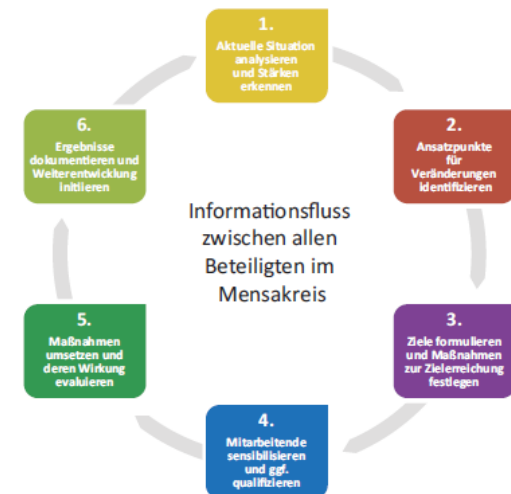 1.
Aktuelle Situation
analysieren
und Stärken
erkennen
2.
Ansatzpunkte
für
Veränderungen
identifizieren
3.
Ziele formulieren
und Maßnahmen
zur Zielerreichung
festlegen
4.
Mitarbeitende
sensibilisieren
und ggf.
qualifizieren
5.
Maßnahmen
umsetzen und
deren Wirkung
evaluieren
6.
Ergebnisse
dokumentieren und
Weiterentwicklung
initiieren
Informationsfluss
zwischen allen
Beteiligten im
Mensakreis